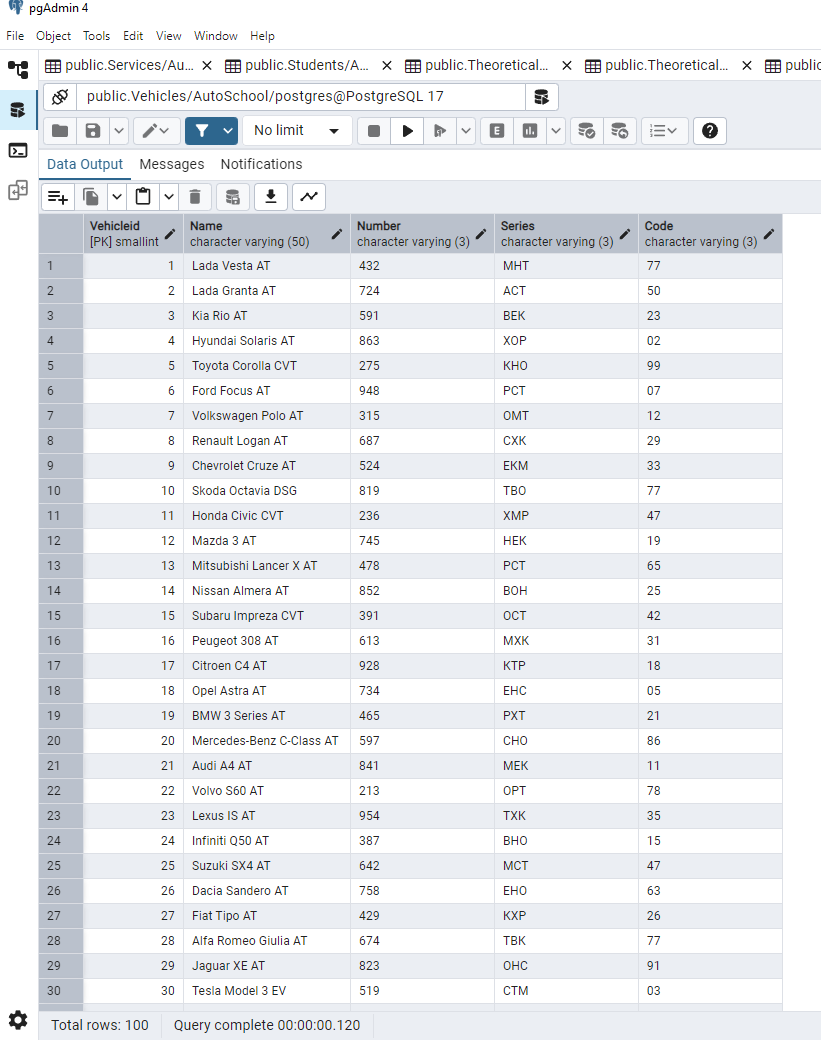 pgAdmin 4
File Object Tools Edit View Window Help
public.Services/Au... public.Students/A... public.Theoretical... public.Theoretical... public
public.Vehicles/AutoSchool/postgres@PostgreSQL 17
No limit
Data Output Messages Notifications
Vehicleid Name Number Series Code
[PK] smallint character varying (50) character varying (3) character varying (3) character varying (3)
1 1 Lada Vesta AT 432 MHT 77
2 2 Lada Granta AT 724 ACT 50
3 3 Kia Rio AT 591 BEK 23
4 4 Hyundai Solaris AT 863 XOP 02
5 5 Toyota Corolla CVT 275 KHO 99
6 6 Ford Focus AT 948 PCT 07
7 7 Volkswagen Polo AT 315 OMT 12
8 8 Renault Logan AT 687 CXK 29
9 9 Chevrolet Cruze AT 524 EKM 33
10 10 Skoda Octavia DSG 819 TBO 77
11 11 Honda Civic CVT 236 XMP 47
12 12 Mazda 3 AT 745 HEK 19
13 13 Mitsubishi Lancer X AT 478 PCT 65
14 14 Nissan Almera AT 852 BOH 25
15 15 Subaru Impreza CVT 391 OCT 42
16 16 Peugeot 308 AT 613 MXK 31
17 17 Citroen C4 AT 928 KTP 18
18 18 Opel Astra AT 734 EHC 05
19 19 BMW 3 Series AT 465 PXT 21
20 20 Mercedes-Benz C-Class AT 597 CHO 86
21 21 Audi A4 AT 841 MEK 11
22 22 Volvo S60 AT 213 OPT 78
23 23 Lexus IS AT 954 TXK 35
24 24 Infiniti Q50 AT 387 BHO 15
25 25 Suzuki SX4 AT 642 MCT 47
26 26 Dacia Sandero AT 758 EHO 63
27 27 Fiat Tipo AT 429 KXP 26
28 28 Alfa Romeo Giulia AT 674 TBK 77
29 29 Jaguar XE AT 823 OHC 91
30 30 Tesla Model 3 EV 519 CTM 03
Total rows: 100 Query complete 00:00:00.120